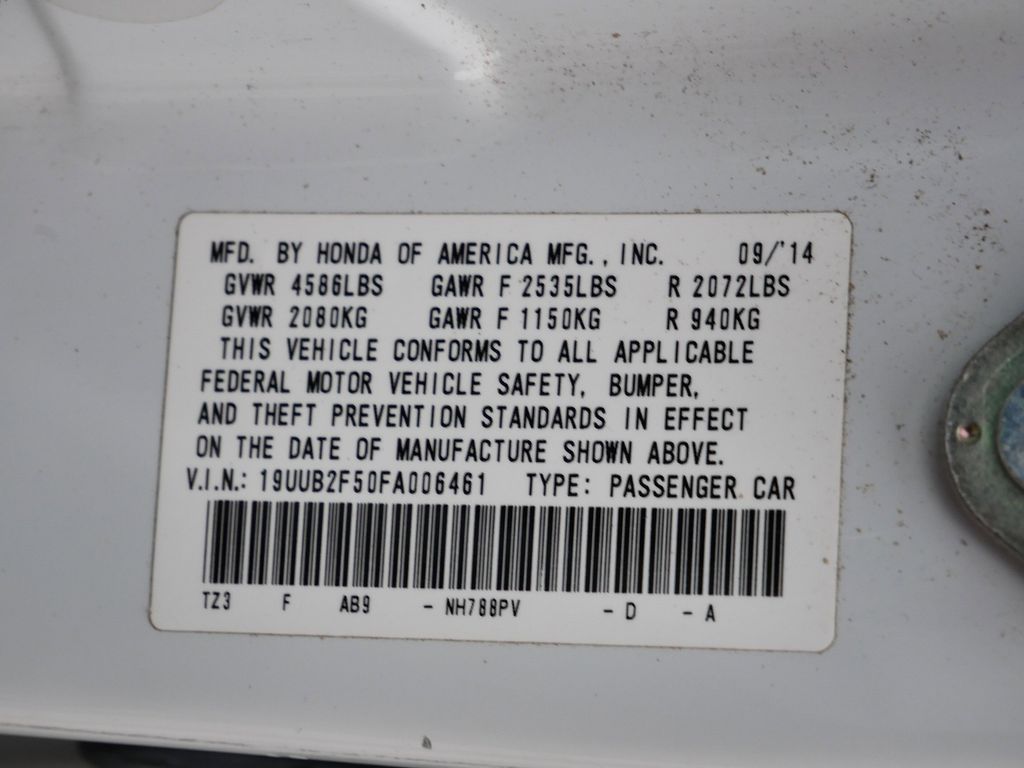 MFD. BY HONDA OF AMERICA MFG., INC. 09/'14
GVWR 4586LBS GAWR F 2535LBS R 2072LBS
GVWR 2080KG GAWR F 1150KG R 940KG
THIS VEHICLE CONFORMS TO ALL APPLICABLE
FEDERAL MOTOR VEHICLE SAFETY, BUMPER,
AND THEFT PREVENTION STANDARDS IN EFFECT
ON THE DATE OF MANUFACTURE SHOWN ABOVE.
V.I.N.: 19UUB2F50FA006461 TYPE: PASSENGER CAR
TZ3 F AB9 - NH788PV - D - A